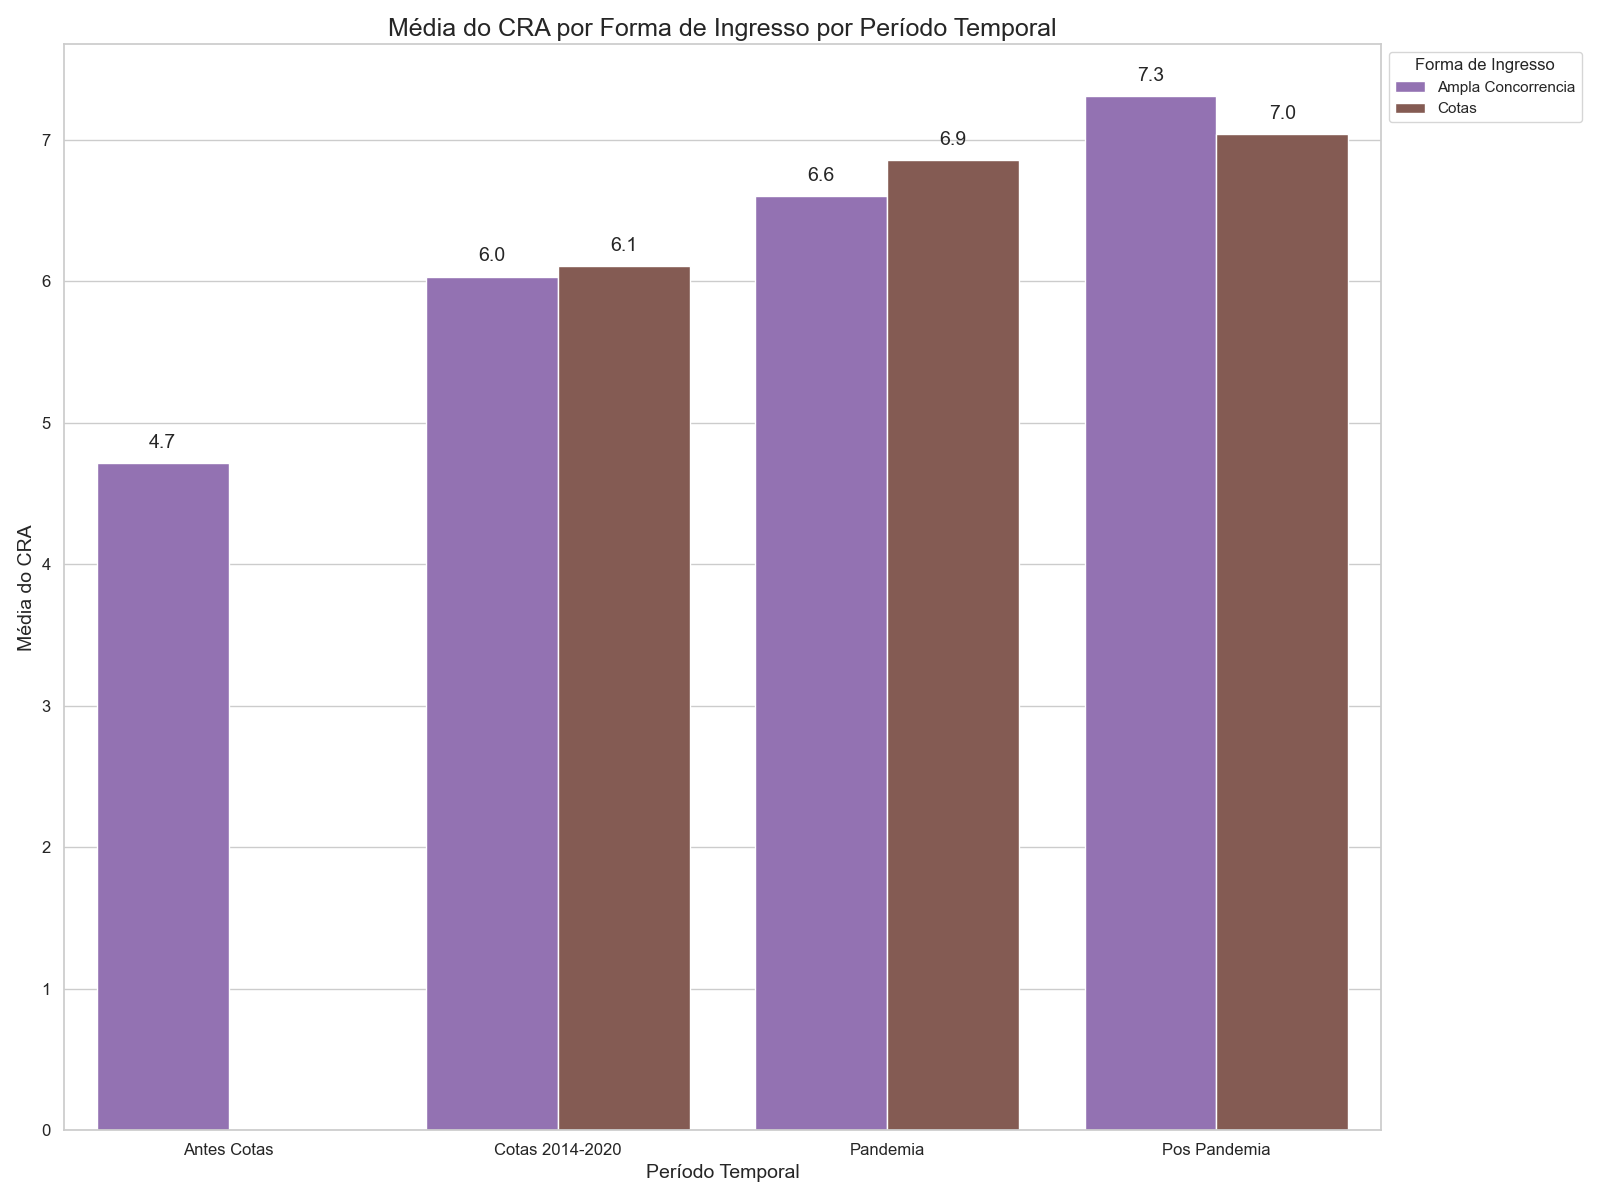 Média do CRA por Forma de Ingresso por Período Temporal
Forma de Ingresso
Ampla Concorrencia
Cotas
7.3
7.0
6.9
6.6
6.1
6.0
4.7
7
6
5
4
3
2
1
0
Média do CRA
Antes Cotas
Cotas 2014-2020
Pandemia
Pos Pandemia
Período Temporal